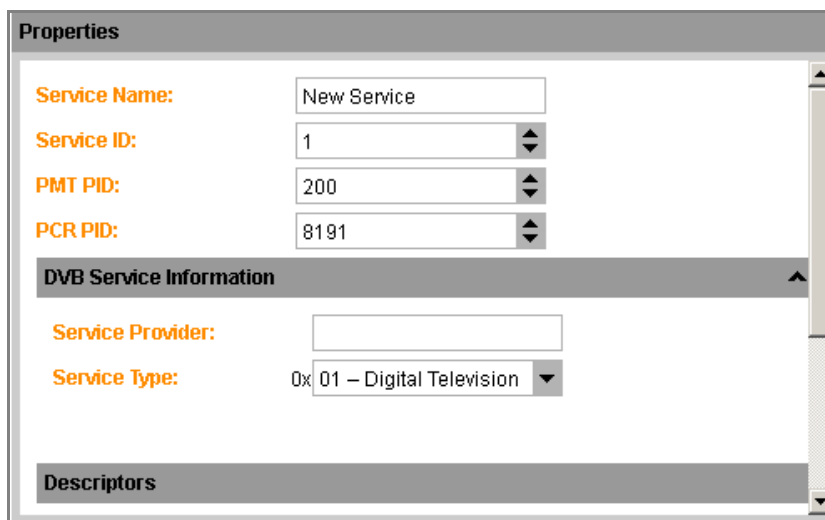 Properties
Service Name: New Service
Service ID: 1
PMT PID: 200
PCR PID: 8191
DVB Service Information
Service Provider:
Service Type: 0x 01 – Digital Television
Descriptors